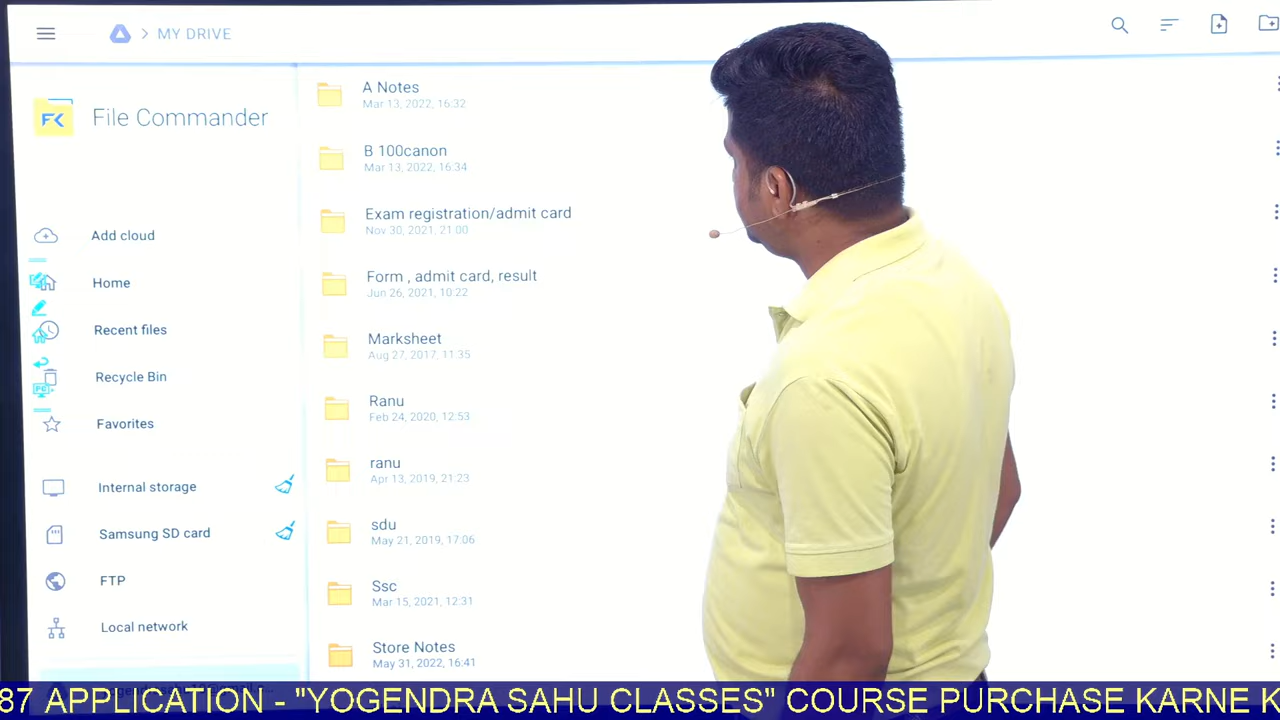 MY DRIVE
FK
File Commander
Add cloud
Home
Recent files
Recycle Bin
Favorites
Internal storage
Samsung SD card
FTP
Local network
A Notes
Mar 13, 2022, 16:32
B 100canon
Mar 13, 2022, 16:34
Exam registration/admit card
Nov 30, 2021, 21:00
Form , admit card, result
Jun 26, 2021, 10:22
Marksheet
Aug 27, 2017, 11:35
Ranu
Feb 24, 2020, 12:53
ranu
Apr 13, 2019, 21:23
sdu
May 21, 2019, 17:06
Ssc
Mar 15, 2021, 12:31
Store Notes
May 31, 2022, 16:41
87 APPLICATION - "YOGENDRA SAHU CLASSES" COURSE PURCHASE KARNE K